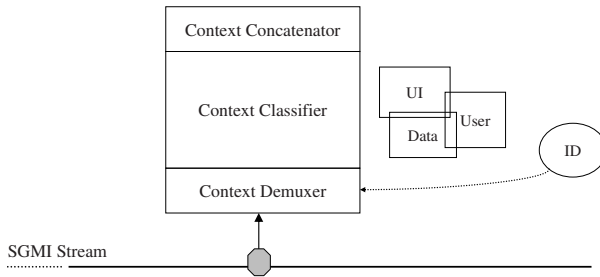 Context Concatenator
Context Classifier
UI
User
Data
ID
Context Demuxer
SGMI Stream